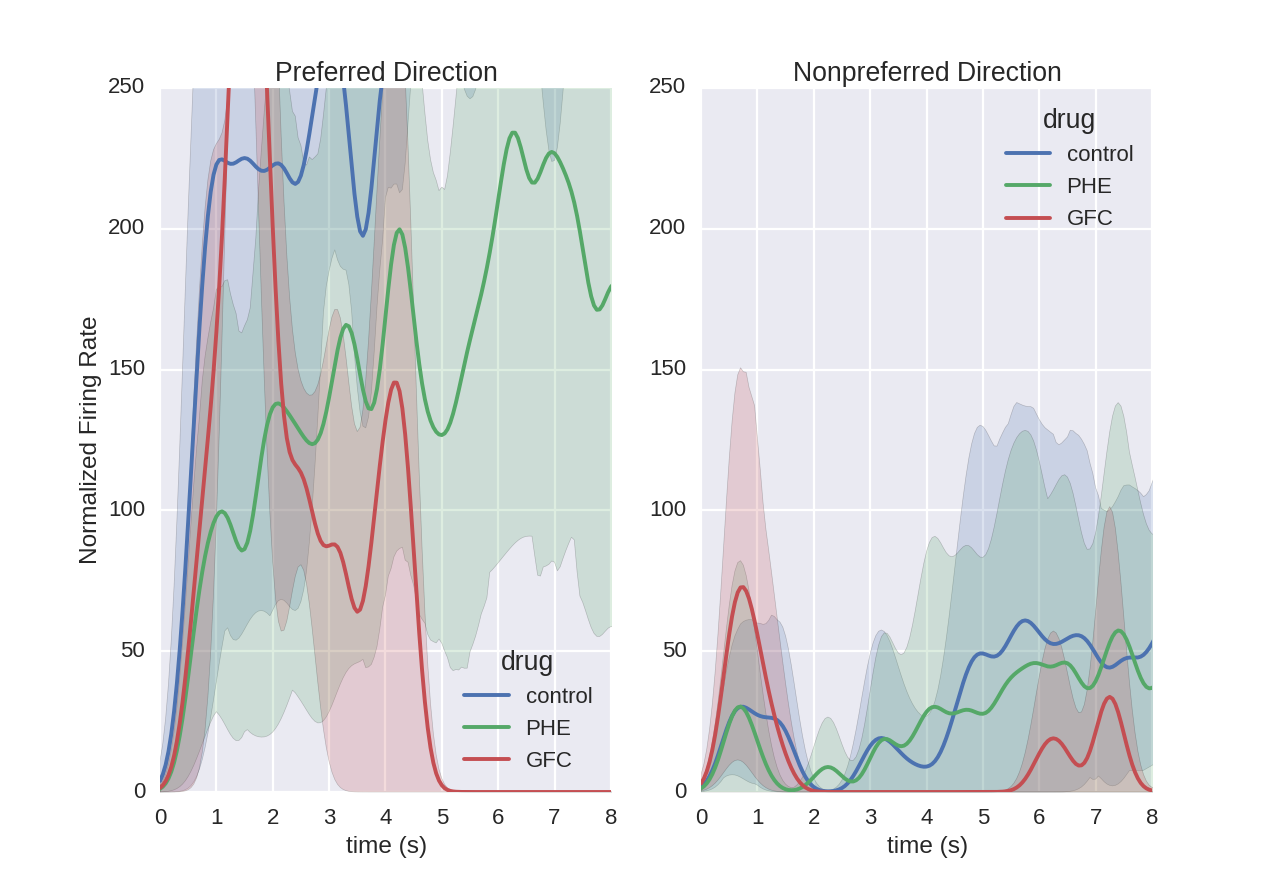 Preferred Direction
Nonpreferred Direction
Normalized Firing Rate
250
200
150
100
50
0
0 1 2 3 4 5 6 7 8
time (s)
drug
control
PHE
GFC
250
200
150
100
50
0
0 1 2 3 4 5 6 7 8
time (s)
drug
control
PHE
GFC